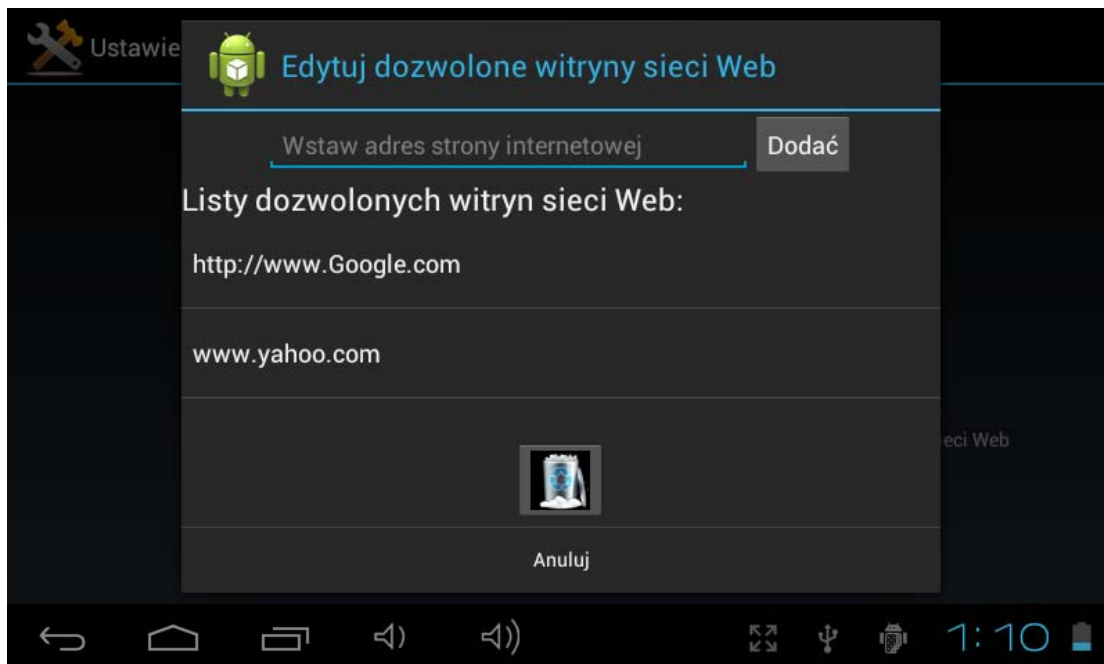 Ustawie
Edytuj dozwolone witryny sieci Web
Wstaw adres strony internetowej
Dodać
Listy dozwolonych witryn sieci Web:
http://www.Google.com
www.yahoo.com
eci Web
Anuluj
1:10